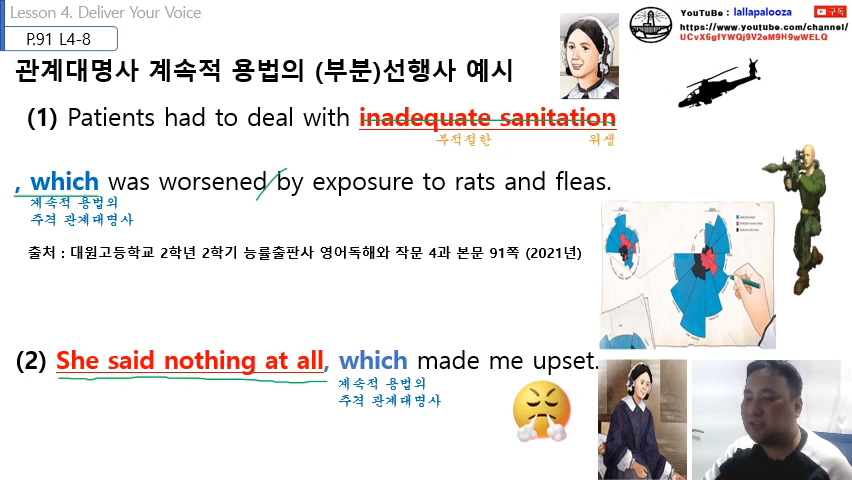 Lesson 4. Deliver Your Voice
YouTuBe : lallapalooza
구독
https://www.youtube.com/channel/
UCvX6gfYWQj9V2eM9H9wWELQ
P.91 L4-8
관계대명사 계속적 용법의 (부분)선행사 예시
(1) Patients had to deal with inadequate sanitation
부적절한 위생
, which was worsened by exposure to rats and fleas.
계속적 용법의
주격 관계대명사
출처 : 대원고등학교 2학년 2학기 능률출판사 영어독해와 작문 4과 본문 91쪽 (2021년)
(2) She said nothing at all, which made me upset.
계속적 용법의
주격 관계대명사